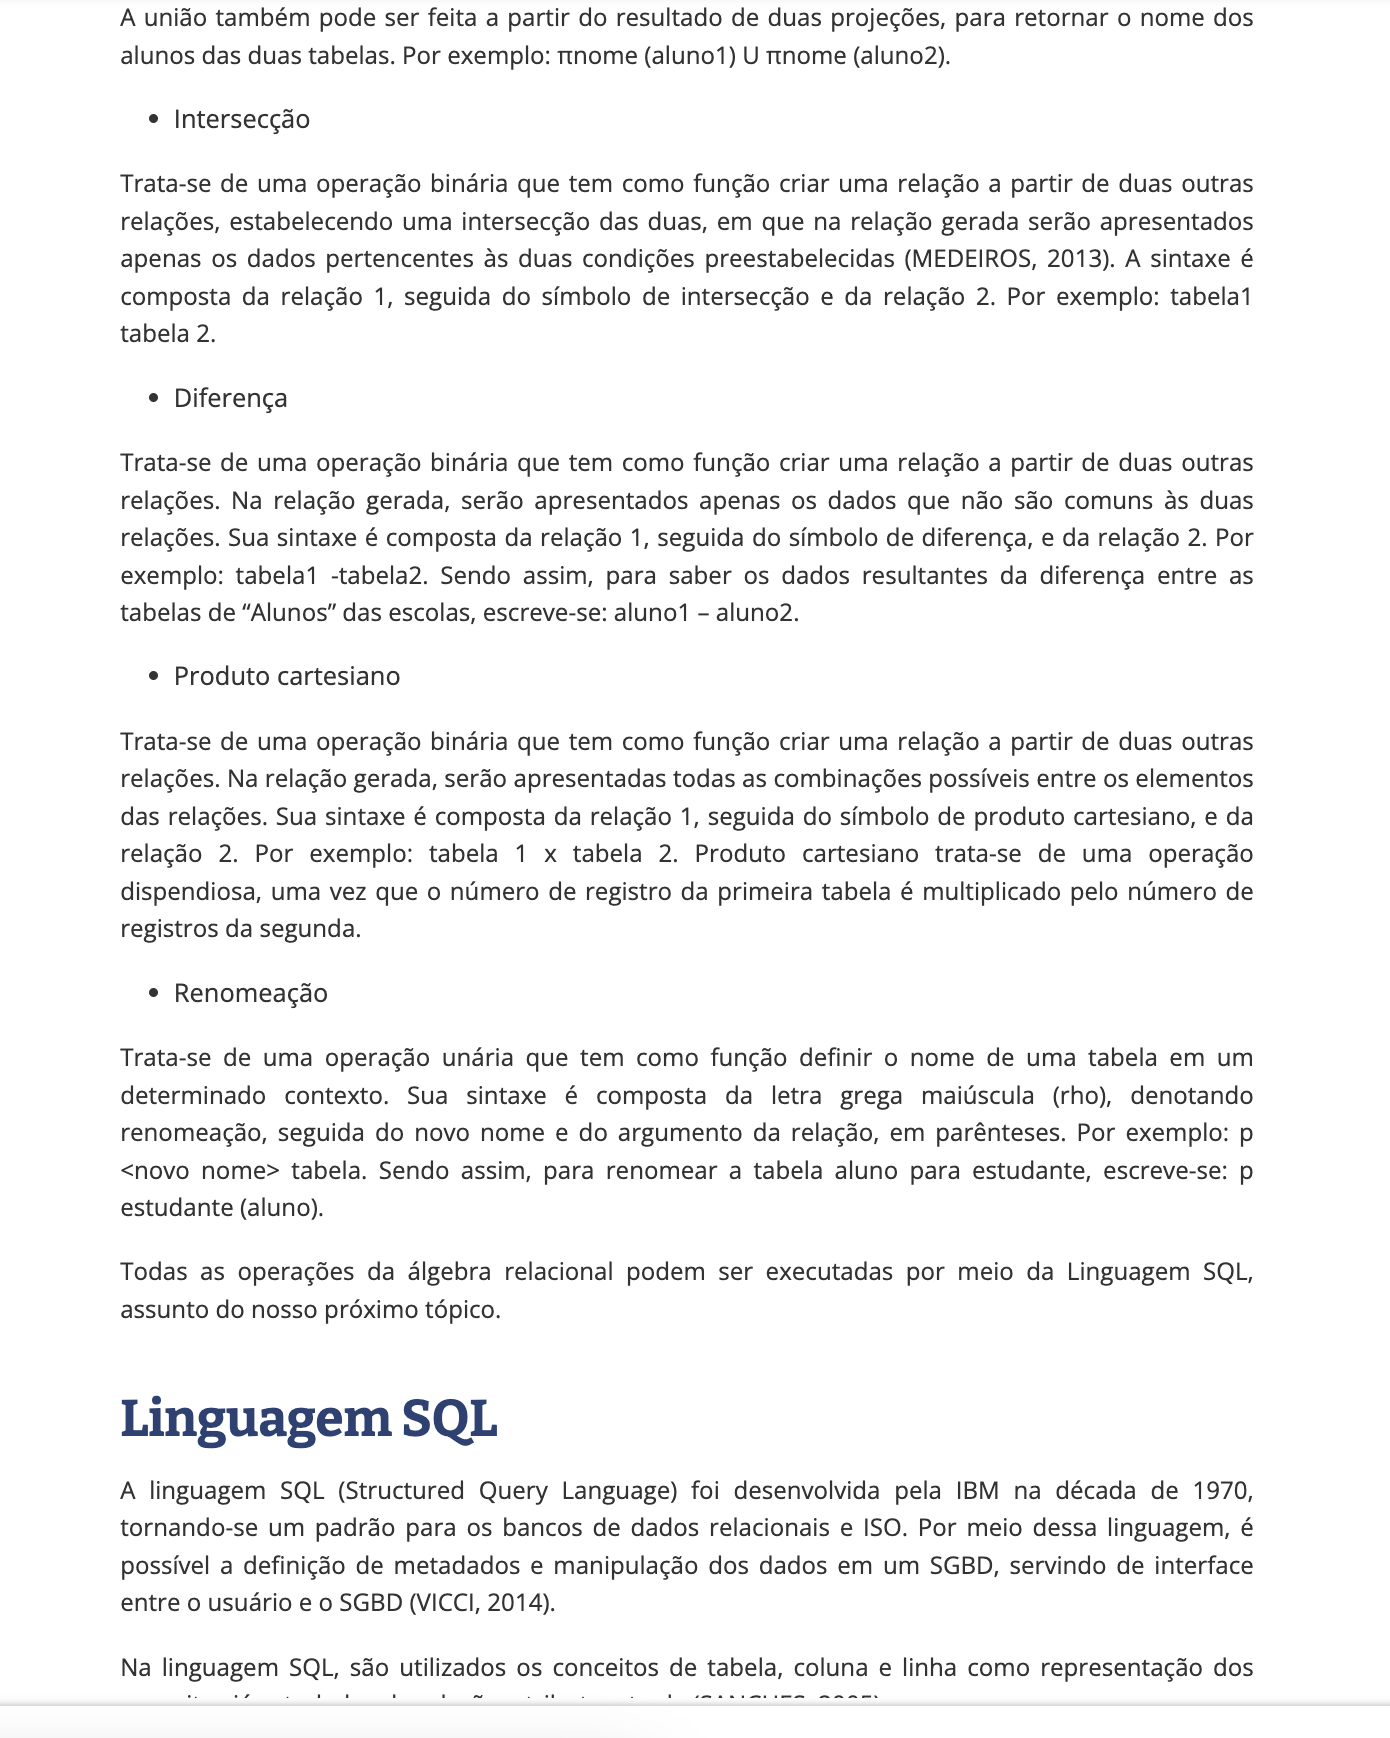 A união também pode ser feita a partir do resultado de duas projeções, para retornar o nome dos
alunos das duas tabelas. Por exemplo: πnome (aluno1) U πnome (aluno2).
• Intersecção
Trata-se de uma operação binária que tem como função criar uma relação a partir de duas outras
relações, estabelecendo uma intersecção das duas, em que na relação gerada serão apresentados
apenas os dados pertencentes às duas condições preestabelecidas (MEDEIROS, 2013). A sintaxe é
composta da relação 1, seguida do símbolo de intersecção e da relação 2. Por exemplo: tabela1
tabela 2.
• Diferença
Trata-se de uma operação binária que tem como função criar uma relação a partir de duas outras
relações. Na relação gerada, serão apresentados apenas os dados que não são comuns às duas
relações. Sua sintaxe é composta da relação 1, seguida do símbolo de diferença, e da relação 2. Por
exemplo: tabela1 -tabela2. Sendo assim, para saber os dados resultantes da diferença entre as
tabelas de “Alunos” das escolas, escreve-se: aluno1 – aluno2.
• Produto cartesiano
Trata-se de uma operação binária que tem como função criar uma relação a partir de duas outras
relações. Na relação gerada, serão apresentadas todas as combinações possíveis entre os elementos
das relações. Sua sintaxe é composta da relação 1, seguida do símbolo de produto cartesiano, e da
relação 2. Por exemplo: tabela 1 x tabela 2. Produto cartesiano trata-se de uma operação
dispendiosa, uma vez que o número de registro da primeira tabela é multiplicado pelo número de
registros da segunda.
• Renomeação
Trata-se de uma operação unária que tem como função definir o nome de uma tabela em um
determinado contexto. Sua sintaxe é composta da letra grega maiúscula (rho), denotando
renomeação, seguida do novo nome e do argumento da relação, em parênteses. Por exemplo: p
<novo nome> tabela. Sendo assim, para renomear a tabela aluno para estudante, escreve-se: p
estudante (aluno).
Todas as operações da álgebra relacional podem ser executadas por meio da Linguagem SQL,
assunto do nosso próximo tópico.
Linguagem SQL
A linguagem SQL (Structured Query Language) foi desenvolvida pela IBM na década de 1970,
tornando-se um padrão para os bancos de dados relacionais e ISO. Por meio dessa linguagem, é
possível a definição de metadados e manipulação dos dados em um SGBD, servindo de interface
entre o usuário e o SGBD (VICCI, 2014).
Na linguagem SQL, são utilizados os conceitos de tabela, coluna e linha como representação dos